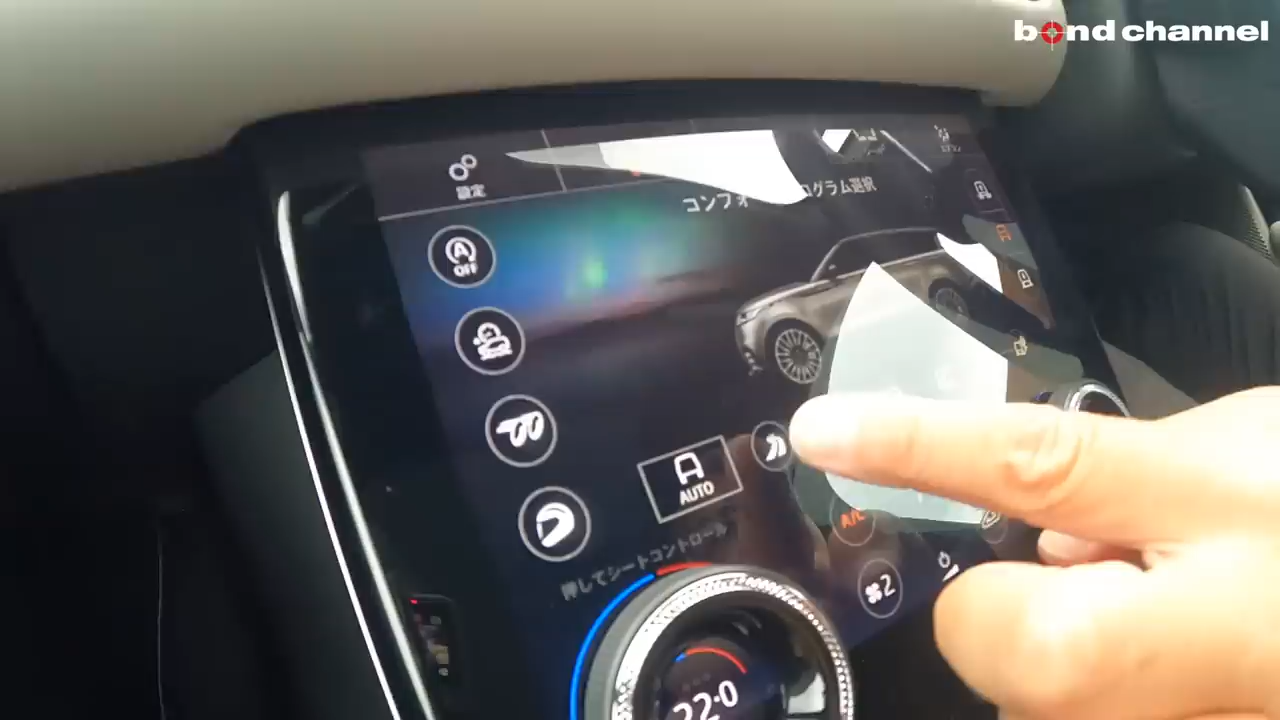 bond channel
設定
コンフォ
ログラム選択
A
OFF
AUTO
A/C
押してシートコントロール
2
22.0